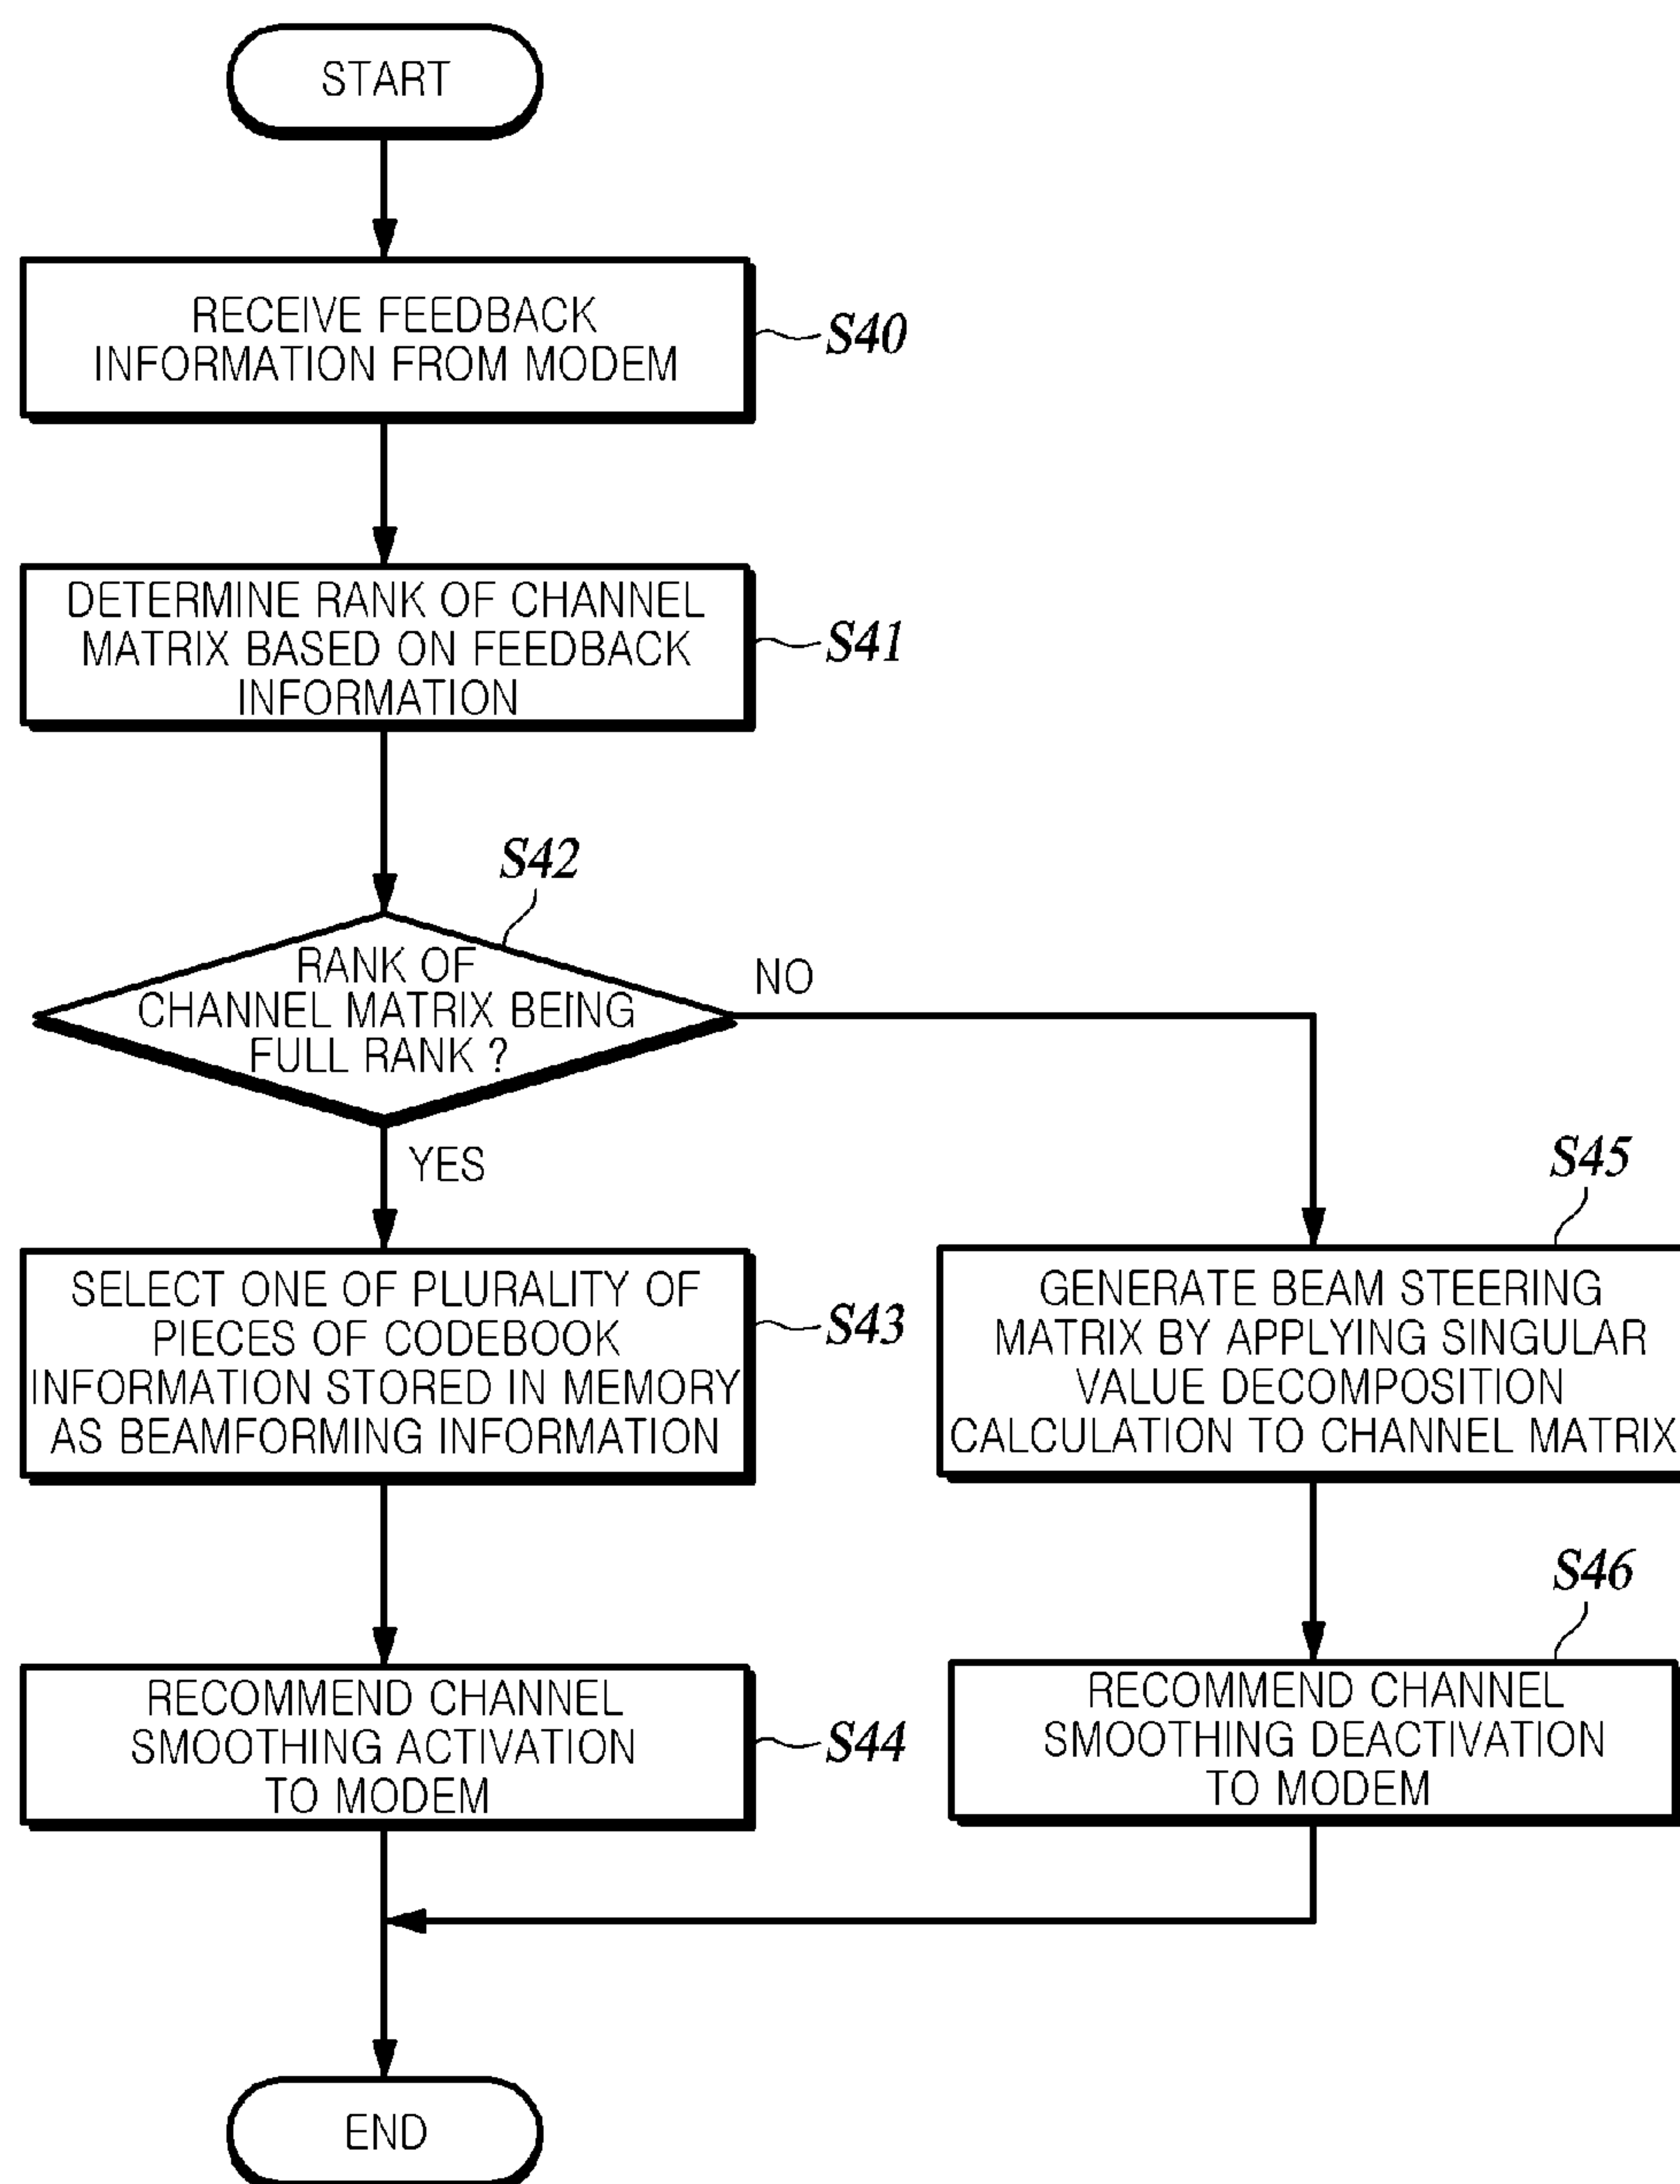 START
RECEIVE FEEDBACK
INFORMATION FROM MODEM
S40
DETERMINE RANK OF CHANNEL
MATRIX BASED ON FEEDBACK
INFORMATION
S41
S42
RANK OF
CHANNEL MATRIX BEING
FULL RANK ?
NO
YES
SELECT ONE OF PLURALITY OF
PIECES OF CODEBOOK
INFORMATION STORED IN MEMORY
AS BEAMFORMING INFORMATION
S43
S45
GENERATE BEAM STEERING
MATRIX BY APPLYING SINGULAR
VALUE DECOMPOSITION
CALCULATION TO CHANNEL MATRIX
RECOMMEND CHANNEL
SMOOTHING ACTIVATION
TO MODEM
S44
S46
RECOMMEND CHANNEL
SMOOTHING DEACTIVATION
TO MODEM
END